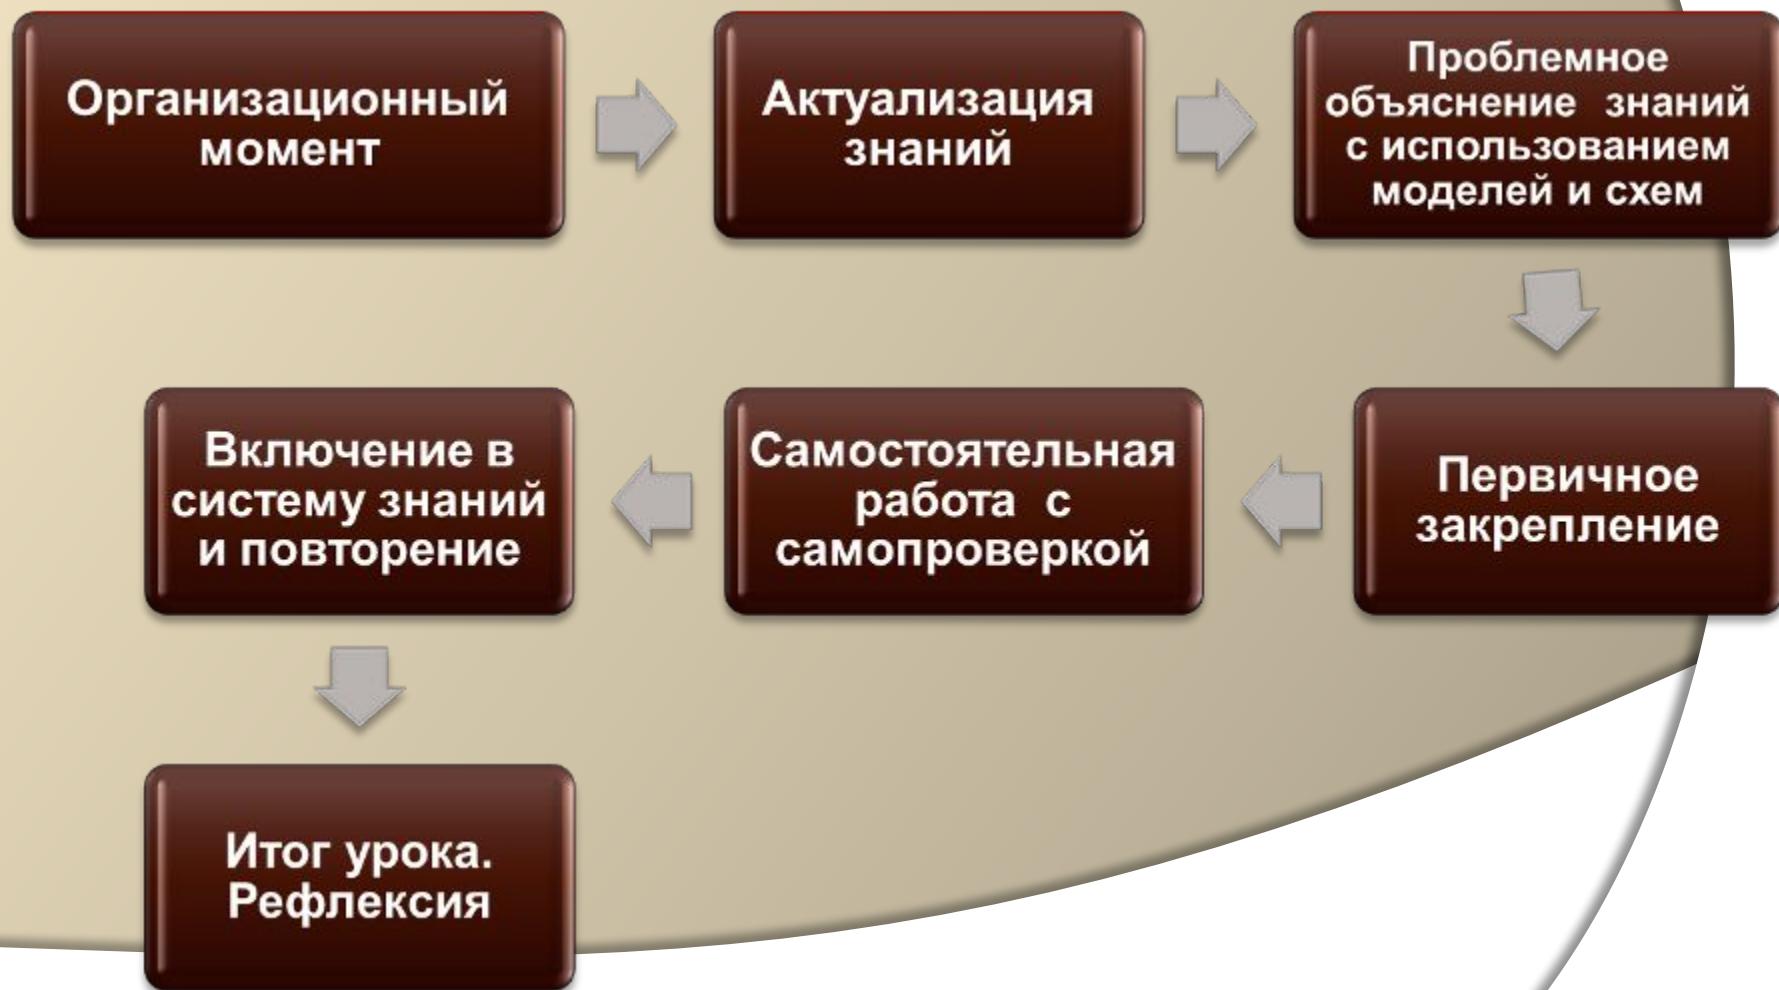 Организационный
момент
Актуализация
знаний
Проблемное
объяснение знаний
с использованием
моделей и схем
Первичное
закрепление
Самостоятельная
работа с
самопроверкой
Включение в
систему знаний
и повторение
Итог урока.
Рефлексия